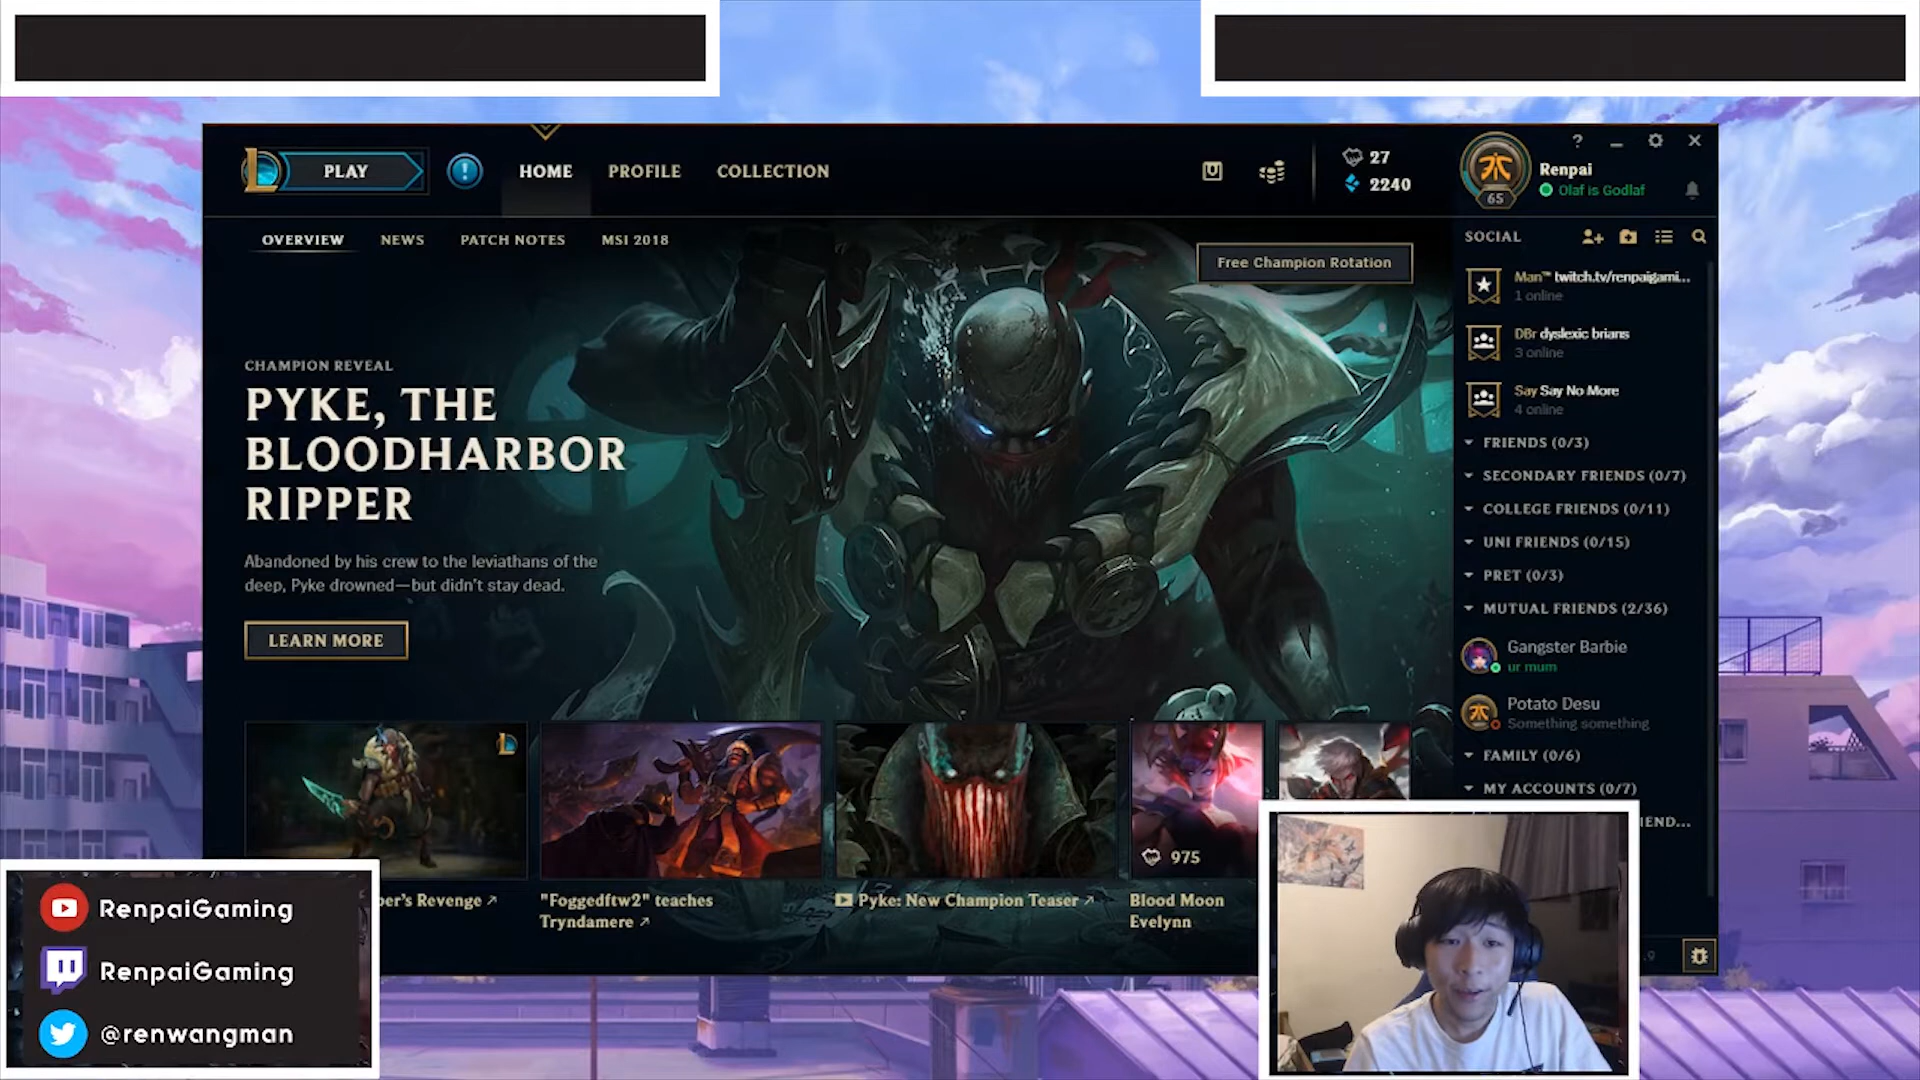 PLAY
HOME
PROFILE
COLLECTION
27
2240
65
Renpai
Olaf is Godlaf
OVERVIEW
NEWS
PATCH NOTES
MSI 2018
Free Champion Rotation
SOCIAL
Man™ twitch.tv/renpaigami...
1 online
DBr dyslexic brians
3 online
Say Say No More
4 online
FRIENDS (0/3)
SECONDARY FRIENDS (0/7)
COLLEGE FRIENDS (0/11)
UNI FRIENDS (0/15)
PRET (0/3)
MUTUAL FRIENDS (2/36)
Gangster Barbie
ur mum
Potato Desu
Something something
FAMILY (0/6)
MY ACCOUNTS (0/7)
IEND...
CHAMPION REVEAL
PYKE, THE
BLOODHARBOR
RIPPER
Abandoned by his crew to the leviathans of the
deep, Pyke drowned—but didn't stay dead.
LEARN MORE
975
per's Revenge
"Foggedftw2" teaches
Tryndamere
Pyke: New Champion Teaser
Blood Moon
Evelynn
RenpaiGaming
RenpaiGaming
@renwangman